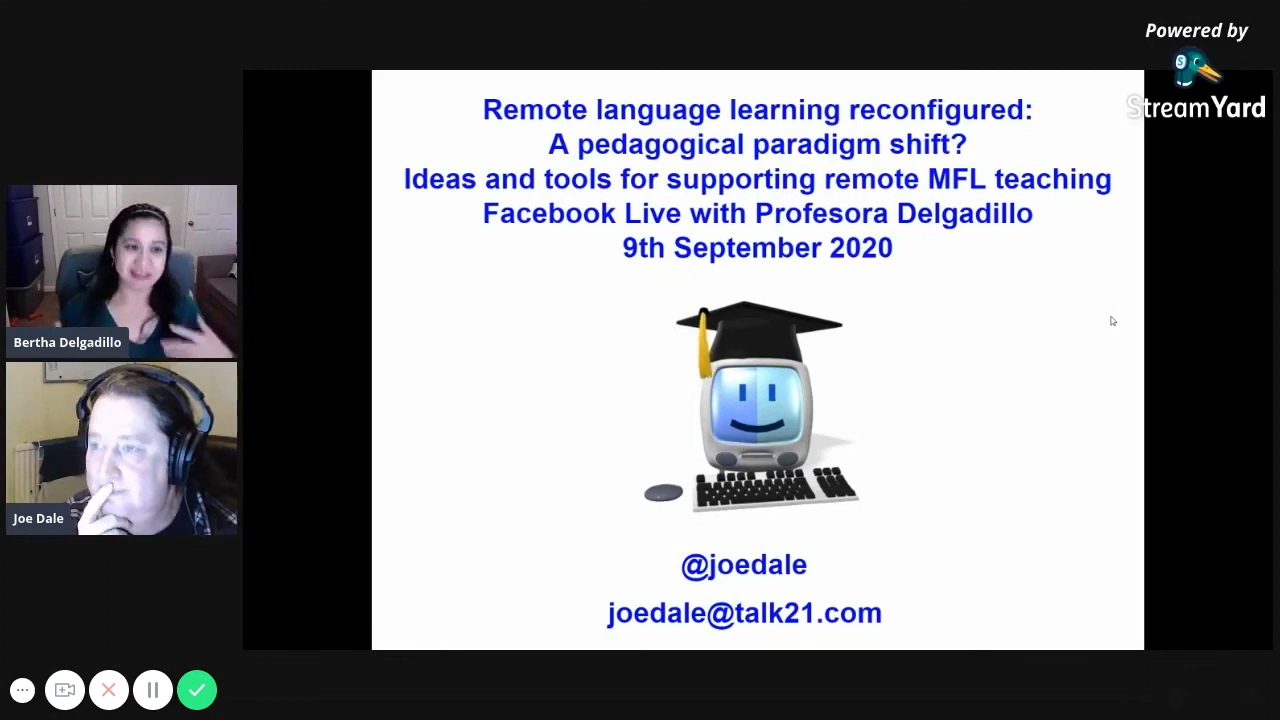 Powered by
S
StreamYard
Remote language learning reconfigured:
A pedagogical paradigm shift?
Ideas and tools for supporting remote MFL teaching
Facebook Live with Profesora Delgadillo
9th September 2020
Bertha Delgadillo
Joe Dale
@joedale
joedale@talk21.com